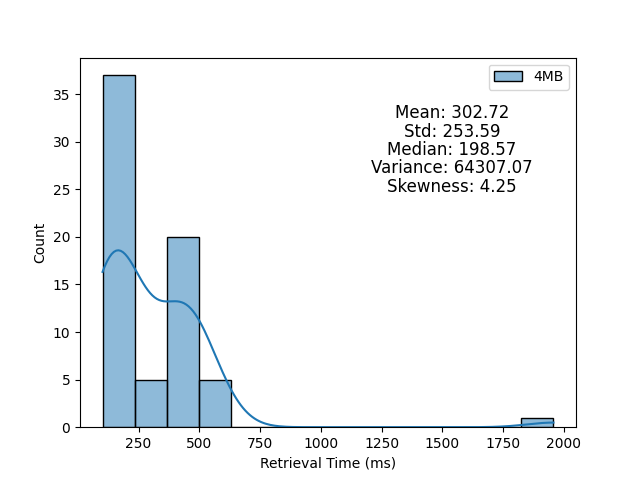 4MB
Mean: 302.72
Std: 253.59
Median: 198.57
Variance: 64307.07
Skewness: 4.25
35
30
25
20
15
10
5
0
Count
250 500 750 1000 1250 1500 1750 2000
Retrieval Time (ms)